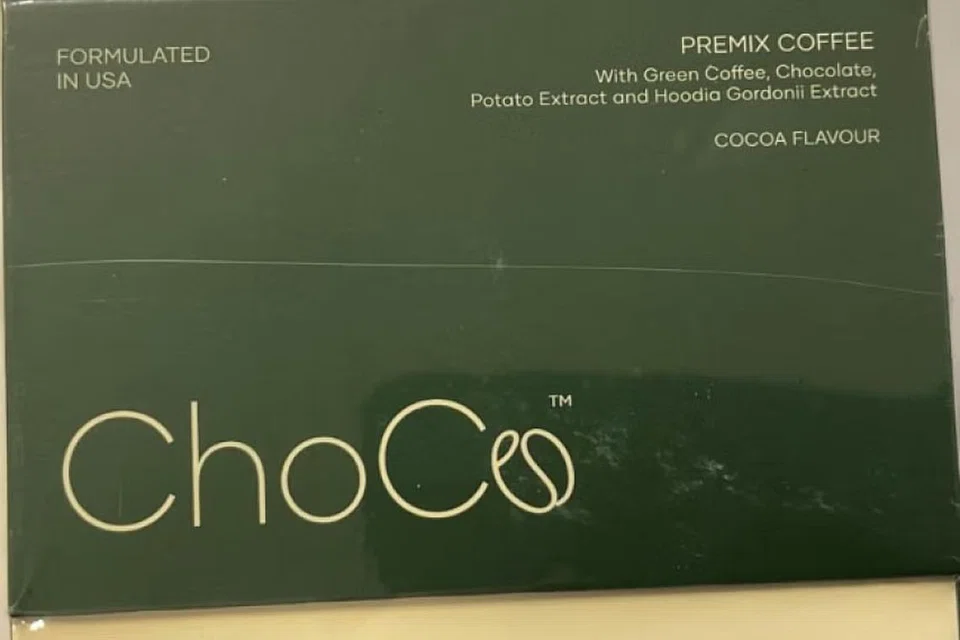 FORMULATED
IN USA
PREMIX COFFEE
With Green Coffee, Chocolate,
Potato Extract and Hoodia Gordonii Extract
COCOA FLAVOUR
ChoCo™